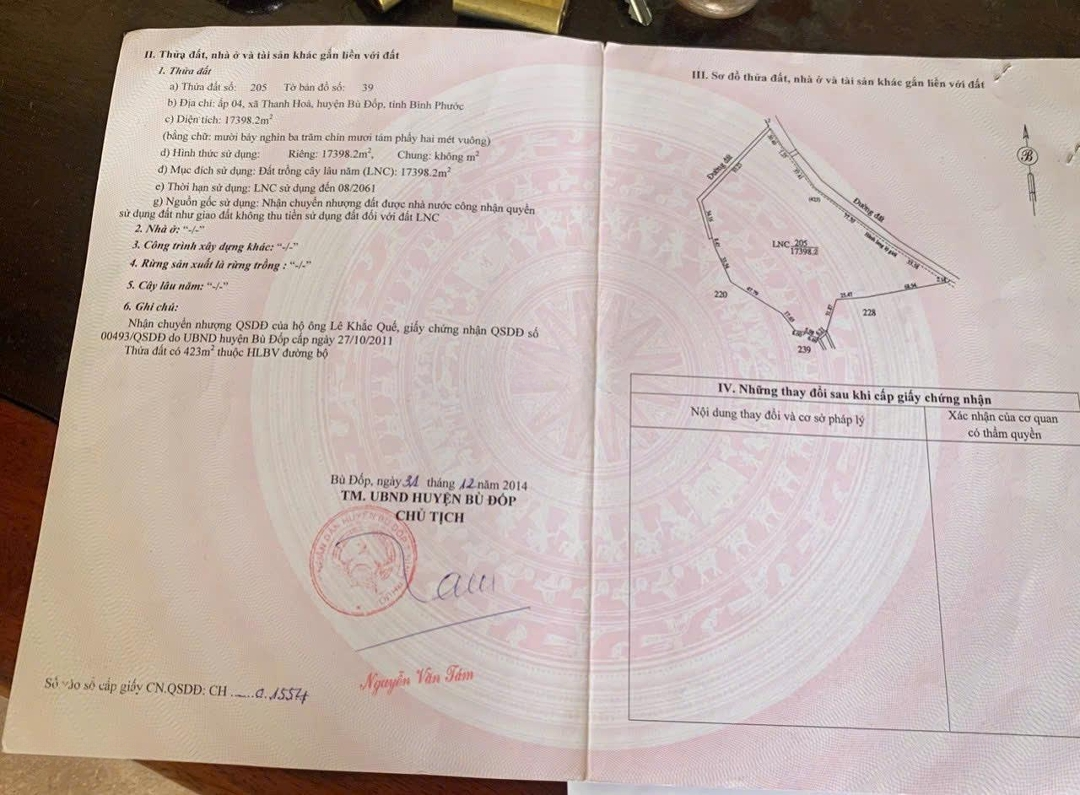 II. Thửa đất, nhà ở và tài sản khác gắn liền với đất
1. Thửa đất
a) Thửa đất số: 205 Tờ bản đồ số: 39
b) Địa chỉ: ấp 04, xã Thanh Hoà, huyện Bù Đốp, tỉnh Bình Phước
c) Diện tích: 17398.2m²
(bằng chữ: mười bảy nghìn ba trăm chín mươi tám phẩy hai mét vuông)
d) Hình thức sử dụng: Riêng: 17398.2m², Chung: không m²
đ) Mục đích sử dụng: Đất trồng cây lâu năm (LNC): 17398.2m²
e) Thời hạn sử dụng: LNC sử dụng đến 08/2061
g) Nguồn gốc sử dụng: Nhận chuyển nhượng đất được nhà nước công nhận quyền
sử dụng đất như giao đất không thu tiền sử dụng đất đối với đất LNC
2. Nhà ở: "-/-"
3. Công trình xây dựng khác: "-/-"
4. Rừng sản xuất là rừng trồng : "-/-"
5. Cây lâu năm: "-/-"
6. Ghi chú:
Nhận chuyển nhượng QSDĐ của hộ ông Lê Khắc Quế, giấy chứng nhận QSDĐ số
00493/QSDĐ do UBND huyện Bù Đốp cấp ngày 27/10/2011
Thửa đất có 423m² thuộc HLBV đường bộ
Bù Đốp, ngày 31 tháng 12 năm 2014
TM. UBND HUYỆN BÙ ĐỐP
CHỦ TỊCH
Nguyễn Văn Tám
Số vào sổ cấp giấy CN.QSDĐ: CH ......0.1557
III. Sơ đồ thửa đất, nhà ở và tài sản khác gắn liền với đất
B
Đường đất
Đường đất
LNC 205
17398.2
220
228
239
IV. Những thay đổi sau khi cấp giấy chứng nhận
Nội dung thay đổi và cơ sở pháp lý
Xác nhận của cơ quan
có thẩm quyền